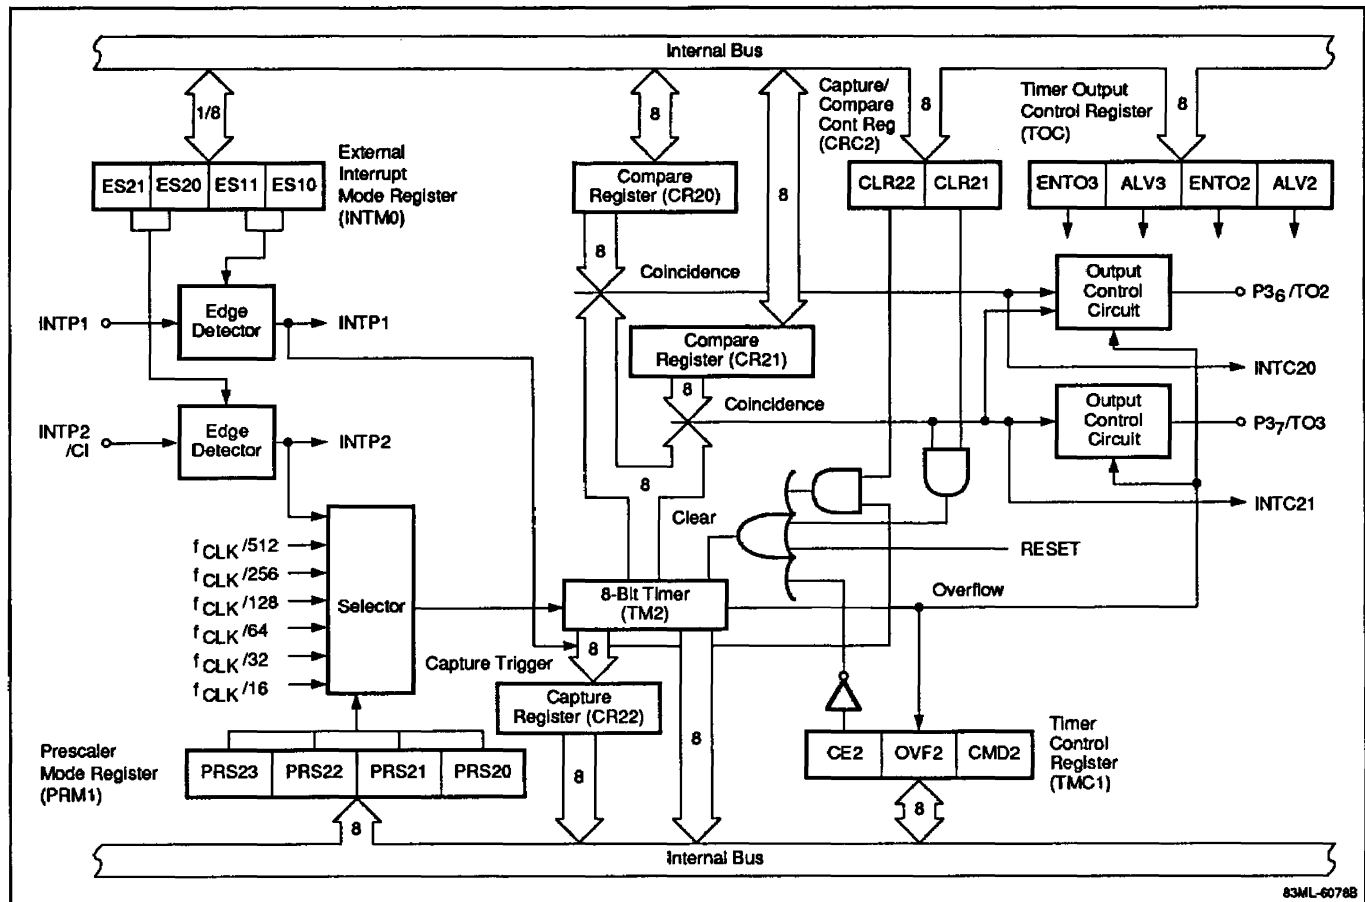 Internal Bus
1/8
8
8
Capture/
Compare
Cont Reg
(CRC2)
8
Timer Output
Control Register
(TOC)
8
External
Interrupt
Mode Register
(INTM0)
ES21 ES20 ES11 ES10
Compare
Register (CR20)
CLR22 CLR21
ENTO3 ALV3 ENTO2 ALV2
8
Coincidence
Output
Control
Circuit
P36/TO2
INTP1
Edge
Detector
INTP1
Compare
Register (CR21)
INTC20
8
Coincidence
Output
Control
Circuit
P37/TO3
INTP2
/CI
Edge
Detector
INTP2
8
Clear
INTC21
RESET
fCLK/512
fCLK/256
fCLK/128
fCLK/64
fCLK/32
fCLK/16
Selector
8-Bit Timer
(TM2)
Overflow
8
Capture Trigger
Capture
Register (CR22)
8
8
Prescaler
Mode Register
(PRM1)
PRS23 PRS22 PRS21 PRS20
CE2 OVF2 CMD2
Timer
Control
Register
(TMC1)
8
8
Internal Bus
83ML-6078B